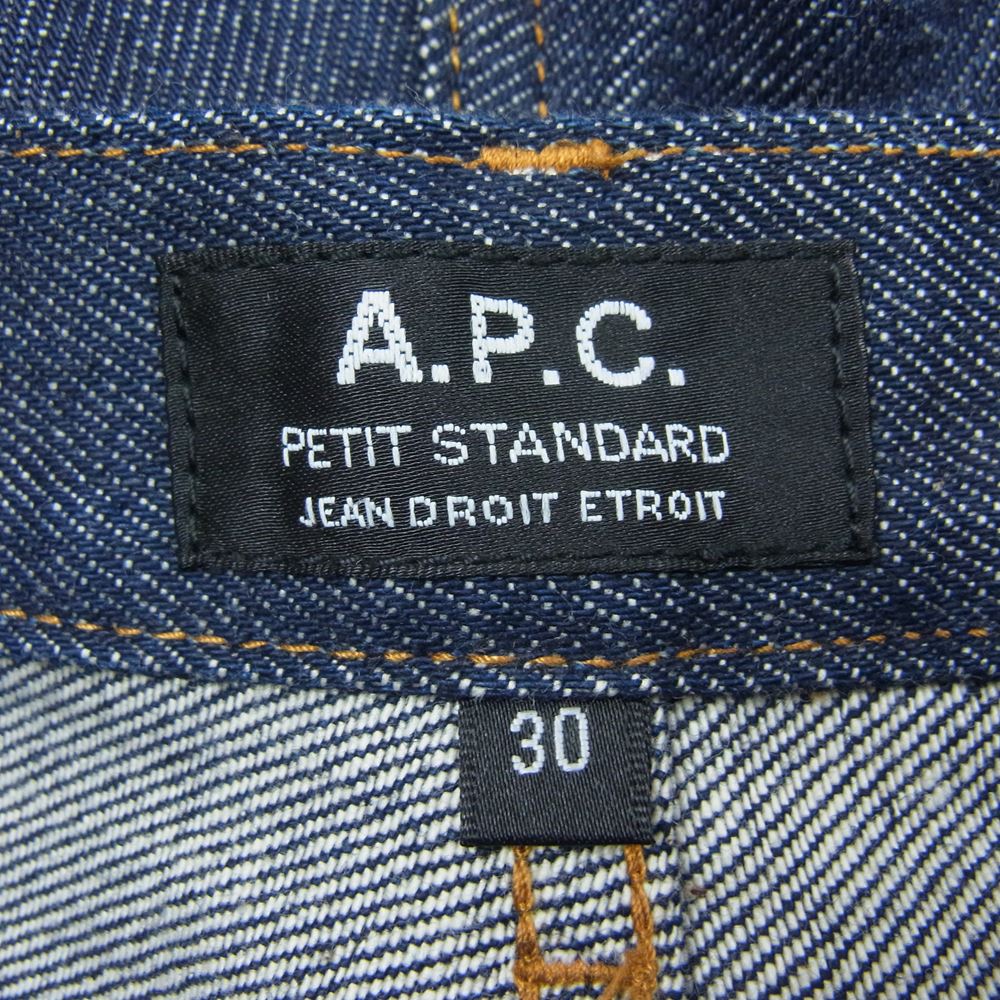 A.P.C.
PETIT STANDARD
JEAN DROIT ETROIT
30